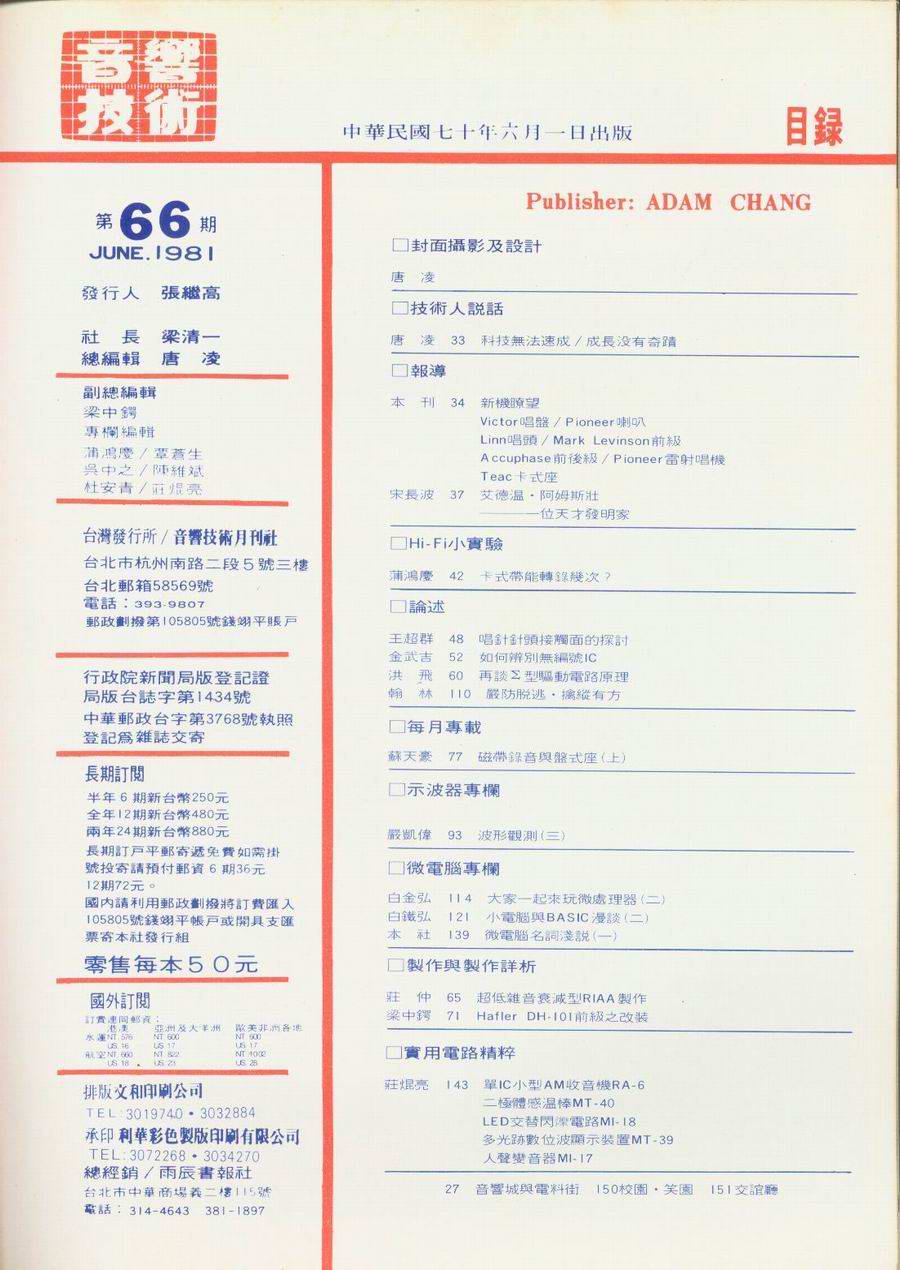 音響
技術
中華民國七十年六月一日出版
目録
第66期
JUNE.1981
發行人 張繼高
社 長 梁清一
總編輯 唐 凌
副總編輯
梁中鍔
專欄編輯
蒲鴻慶/覃蒼生
吳中之/陳維斌
杜安青/莊焜亮
台灣發行所/音響技術月刊社
台北市杭州南路二段5號三樓
台北郵箱58569號
電話：393-9807
郵政劃撥第105805號錢翊平賬戶
行政院新聞局版登記證
局版台誌字第1434號
中華郵政台字第3768號執照
登記爲雜誌交寄
長期訂閱
半年6期新台幣250元
全年12期新台幣480元
兩年24期新台幣880元
長期訂戶平郵寄遞免費如需掛
號投寄請預付郵資6期36元
12期72元。
國內請利用郵政劃撥將訂費匯入
105805號錢翊平帳戶或開具支匯
票寄本社發行組
零售每本50元
國外訂閱
訂費連同郵資：
港澳 亞洲及大洋洲 歐美非洲各地
水運NT.576 NT.600 NT.600
US.16 US.17 US.17
航空NT.660 NT.822 NT.1002
US.18 US.23 US.28
排版文和印刷公司
TEL:3019740・3032884
承印利華彩色製版印刷有限公司
TEL:3072268・3034270
總經銷/雨辰書報社
台北市中華商場義二樓115號
電話：314-4643 381-1897
Publisher: ADAM CHANG
□封面攝影及設計
唐 凌
□技術人說話
唐 凌 33 科技無法速成/成長没有奇蹟
□報導
本 刊 34 新機瞭望
Victor唱盤/Pioneer喇叭
Linn唱頭/Mark Levinson前級
Accuphase前後級/Pioneer雷射唱機
Teac卡式座
宋長波 37 艾德溫・阿姆斯壯
———一位天才發明家
□Hi-Fi小實驗
蒲鴻慶 42 卡式帶能轉錄幾次？
□論述
王超群 48 唱針針頭接觸面的探討
金武吉 52 如何辨別無編號IC
洪 飛 60 再談Σ型驅動電路原理
翰 林 110 嚴防脱逃・擒縱有方
□每月專載
蘇天豪 77 磁帶錄音與盤式座(上)
□示波器專欄
嚴凱偉 93 波形觀測(三)
□微電腦專欄
白金弘 114 大家一起來玩微處理器(二)
白鐵弘 121 小電腦與BASIC漫談(二)
本 社 139 微電腦名詞淺說(一)
□製作與製作詳析
莊 仲 65 超低雜音衰減型RIAA製作
梁中鍔 71 Hafler DH-101前級之改裝
□實用電路精粹
莊焜亮 143 單IC小型AM收音機RA-6
二極體感溫棒MT-40
LED交替閃爍電路MI-18
多光跡數位波顯示裝置MT-39
人聲變音器MI-17
27 音響城與電料街 150校園・笑園 151交誼廳